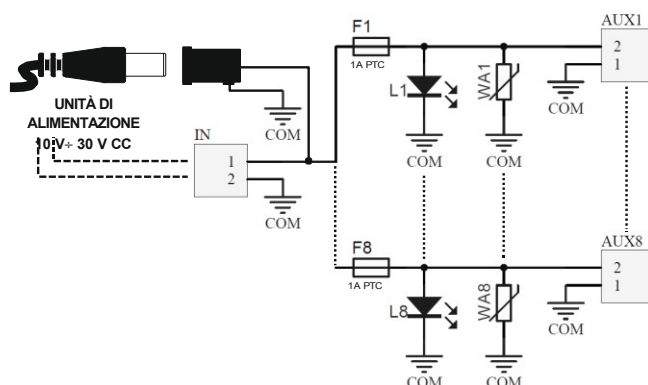 F1
1A PTC
AUX1
2
1
L1
WA1
COM
COM
COM
COM
UNITÀ DI
ALIMENTAZIONE
10 V÷ 30 V CC
IN
1
2
COM
F8
1A PTC
AUX8
2
1
L8
WA8
COM
COM
COM